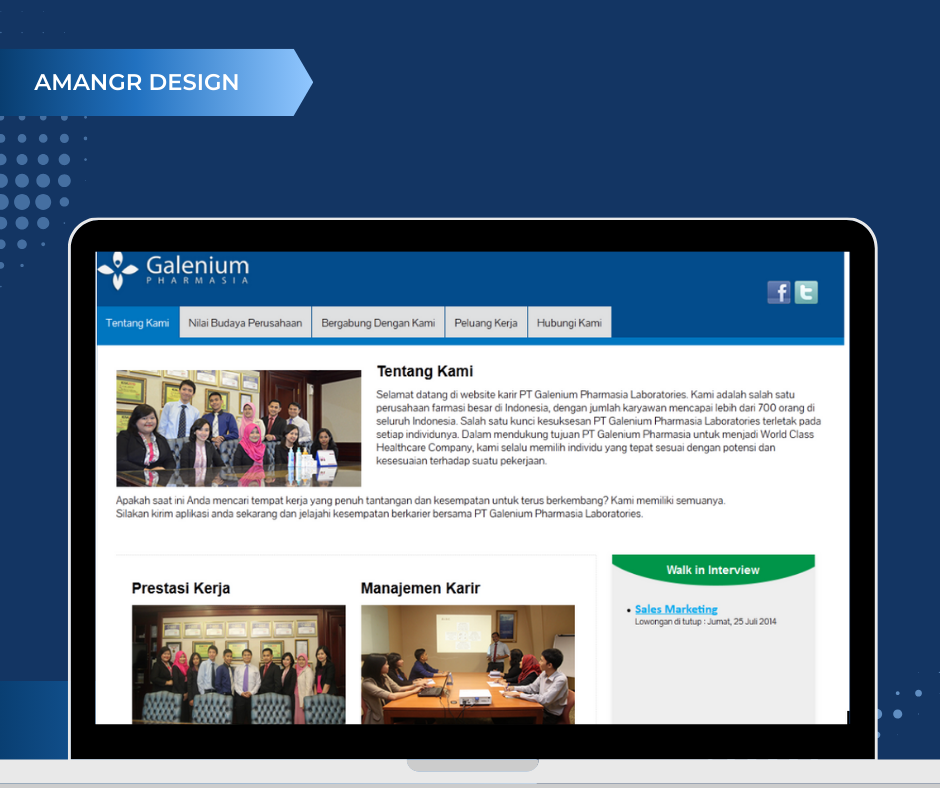 AMANGR DESIGN
Galenium
PHARMASIA
Tentang Kami
Nilai Budaya Perusahaan
Bergabung Dengan Kami
Peluang Kerja
Hubungi Kami
Tentang Kami
Selamat datang di website karir PT Galenium Pharmasia Laboratories. Kami adalah salah satu
perusahaan farmasi besar di Indonesia, dengan jumlah karyawan mencapai lebih dari 700 orang di
seluruh Indonesia. Salah satu kunci kesuksesan PT Galenium Pharmasia Laboratories terletak pada
setiap individunya. Dalam mendukung tujuan PT Galenium Pharmasia untuk menjadi World Class
Healthcare Company, kami selalu memilih individu yang tepat sesuai dengan potensi dan
kesesuaian terhadap suatu pekerjaan.
Apakah saat ini Anda mencari tempat kerja yang penuh tantangan dan kesempatan untuk terus berkembang? Kami memiliki semuanya.
Silakan kirim aplikasi anda sekarang dan jelajahi kesempatan berkarier bersama PT Galenium Pharmasia Laboratories.
Prestasi Kerja
Manajemen Karir
Walk in Interview
Sales Marketing
Lowongan di tutup : Jumat, 25 Juli 2014